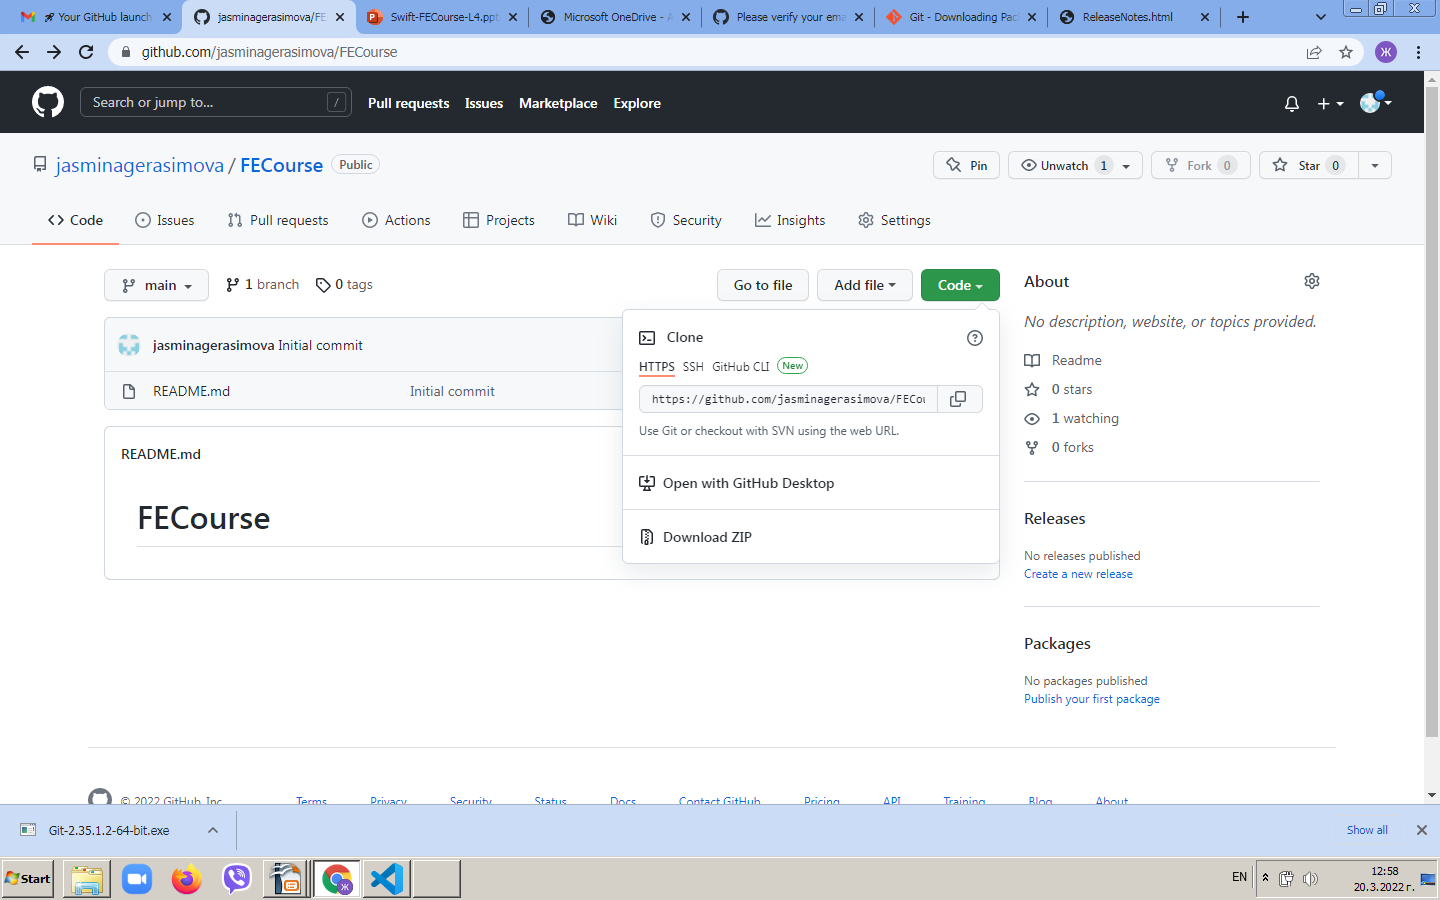 Your GitHub launch
jasminagerasimova/FE
Swift-FECourse-L4.ppt
Microsoft OneDrive - A
Please verify your ema
Git - Downloading Pac
ReleaseNotes.html
github.com/jasminagerasimova/FECourse
Ж
Search or jump to...
/
Pull requests
Issues
Marketplace
Explore
jasminagerasimova / FECourse
Public
Pin
Unwatch 1
Fork 0
Star 0
Code
Issues
Pull requests
Actions
Projects
Wiki
Security
Insights
Settings
main
1 branch
0 tags
Go to file
Add file
Code
About
No description, website, or topics provided.
jasminagerasimova Initial commit
README.md
Initial commit
Clone
HTTPS
SSH
GitHub CLI
New
https://github.com/jasminagerasimova/FECou
Use Git or checkout with SVN using the web URL.
Open with GitHub Desktop
Download ZIP
README.md
FECourse
Readme
0 stars
1 watching
0 forks
Releases
No releases published
Create a new release
Packages
No packages published
Publish your first package
© 2022 GitHub, Inc.
Terms
Privacy
Security
Status
Docs
Contact GitHub
Pricing
API
Training
Blog
About
Git-2.35.1.2-64-bit.exe
Show all
Start
Ж
EN
12:58
20.3.2022 г.